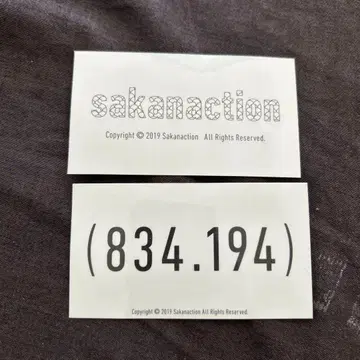 sakanaction
Copyright © 2019 Sakanaction All Rights Reserved.
(834.194)
Copyright © 2019 Sakanaction All Rights Reserved.